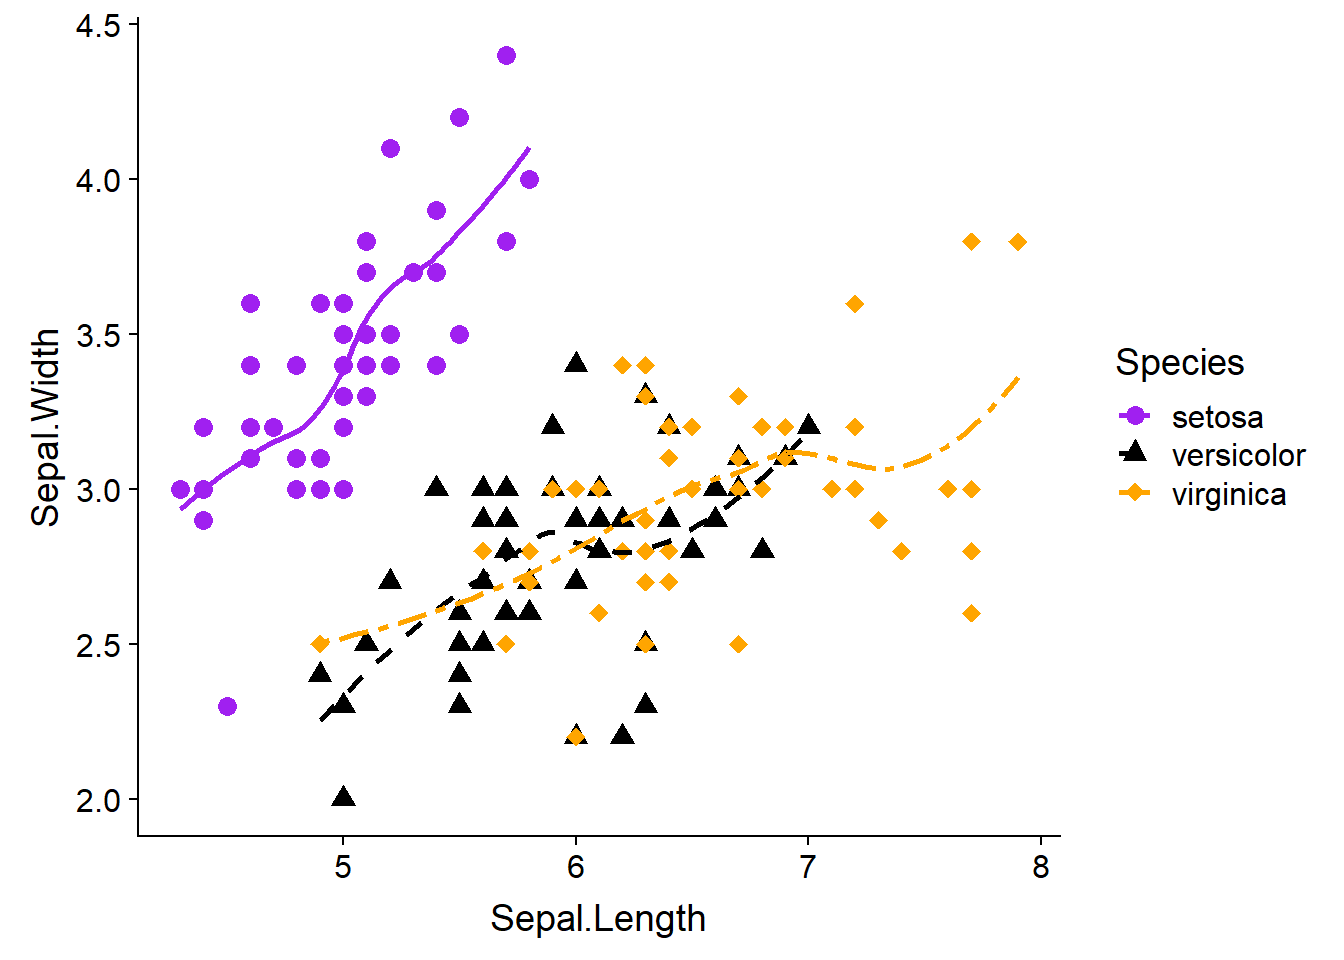 4.5
4.0
3.5
3.0
2.5
2.0
Sepal.Width
5 6 7 8
Sepal.Length
Species
setosa
versicolor
virginica